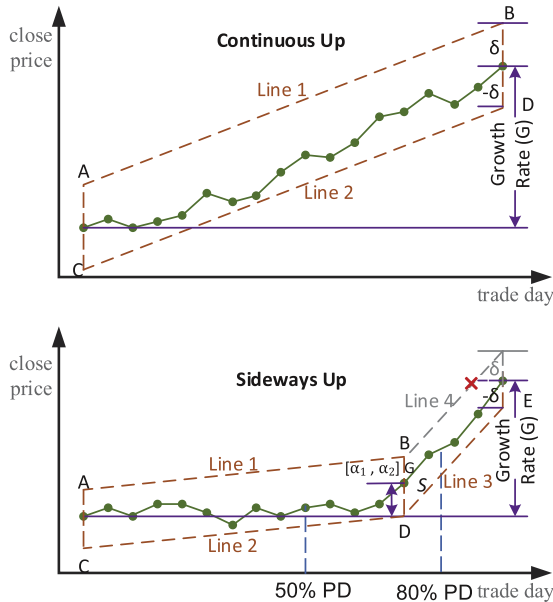 close
price
Continuous Up
B
δ
Line 1
-δ
D
A
Growth
Rate (G)
Line 2
C
trade day
close
price
Sideways Up
δ
-δ
E
Line 4
B
Line 1
[α₁ , α₂] G
A
S
Line 3
Growth
Rate (G)
D
Line 2
C
50% PD
80% PD
trade day